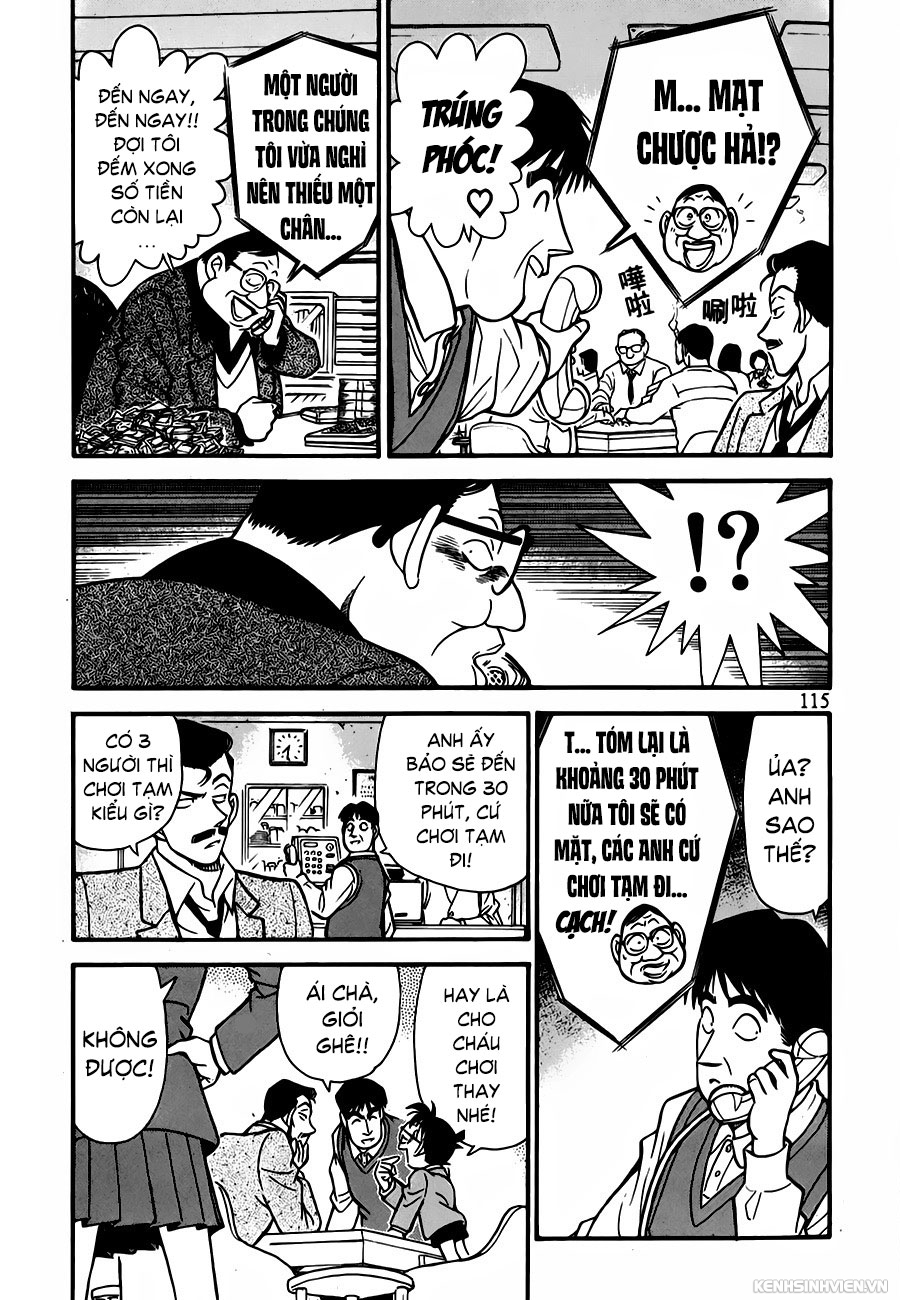 M... MẠT
CHƯỢC HẢ!?
TRÚNG
PHÓC!
♡
嘩啦
唰啦
MỘT NGƯỜI
TRONG CHÚNG
TÔI VỪA NGHỈ
NÊN THIẾU MỘT
CHÂN...
ĐẾN NGAY,
ĐẾN NGAY!!
ĐỢI TÔI
ĐẾM XONG
SỐ TIỀN
CÒN LẠI
...
!?
115
ỦA?
ANH
SAO
THẾ?
T... TÓM LẠI LÀ
KHOẢNG 30 PHÚT
NỮA TÔI SẼ CÓ
MẶT, CÁC ANH CỨ
CHƠI TẠM ĐI...
CẠCH!
ANH ẤY
BẢO SẼ ĐẾN
TRONG 30
PHÚT, CỨ
CHƠI TẠM
ĐI!
CÓ 3
NGƯỜI THÌ
CHƠI TẠM
KIỂU GÌ?
HAY LÀ
CHO
CHÁU
CHƠI
THAY
NHÉ!
ÁI CHÀ,
GIỎI
GHÊ!!
KHÔNG
ĐƯỢC!
KENHSINHVIEN.VN